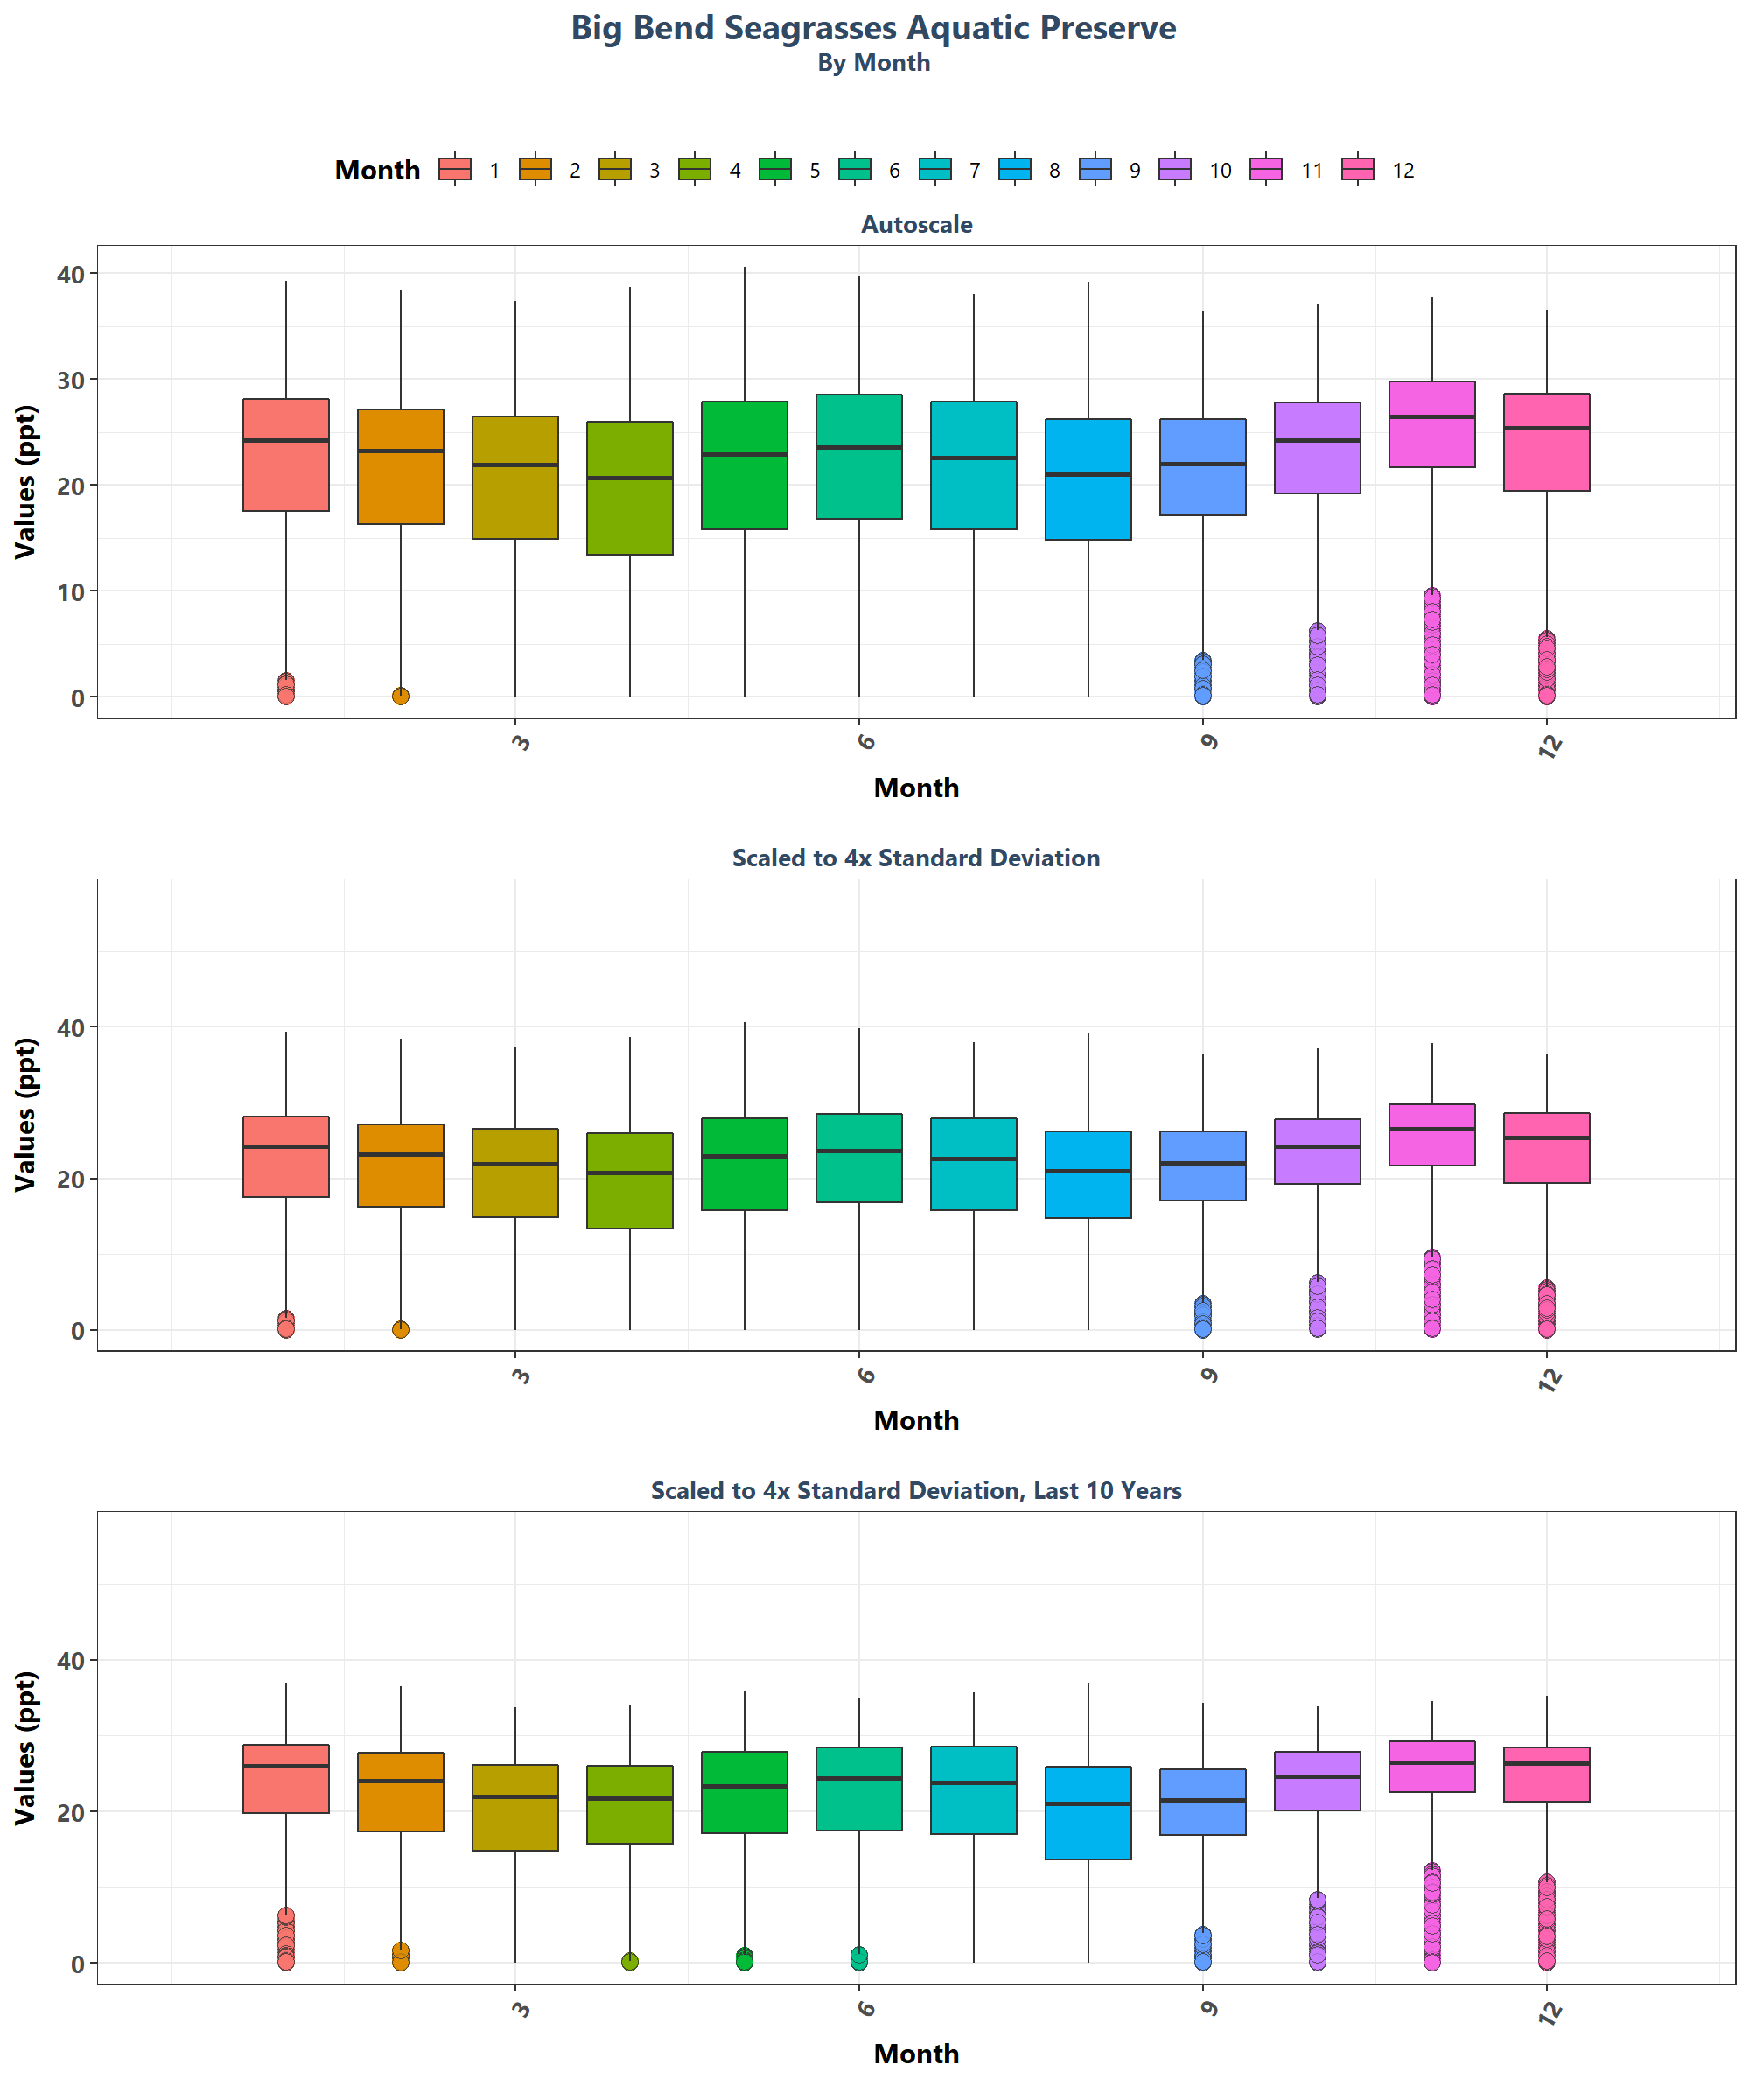 Big Bend Seagrasses Aquatic Preserve
By Month
Month 1 2 3 4 5 6 7 8 9 10 11 12
Autoscale
Values (ppt)
40
30
20
10
0
3 6 9 12
Month
Scaled to 4x Standard Deviation
Values (ppt)
40
20
0
3 6 9 12
Month
Scaled to 4x Standard Deviation, Last 10 Years
Values (ppt)
40
20
0
3 6 9 12
Month